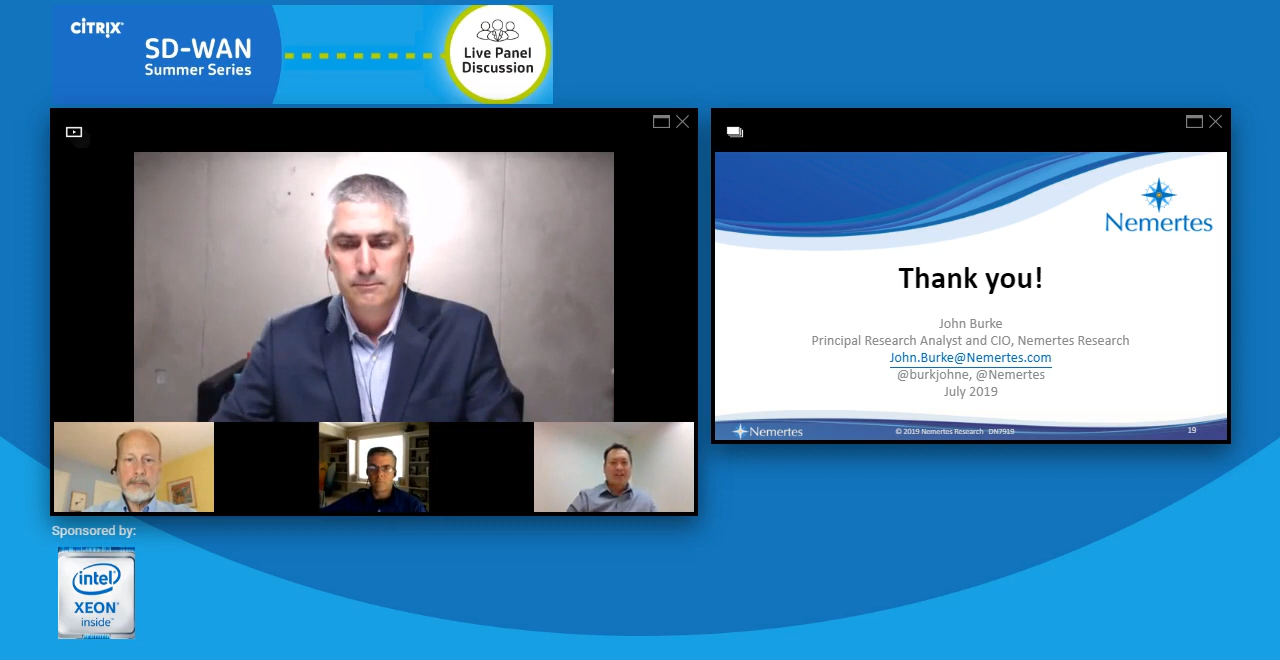 CITRIX
SD-WAN
Summer Series
Live Panel
Discussion
Nemertes
Thank you!
John Burke
Principal Research Analyst and CIO, Nemertes Research
John.Burke@Nemertes.com
@burkjohne, @Nemertes
July 2019
Nemertes
© 2019 Nemertes Research DN7919
19
Sponsored by:
intel
XEON
inside